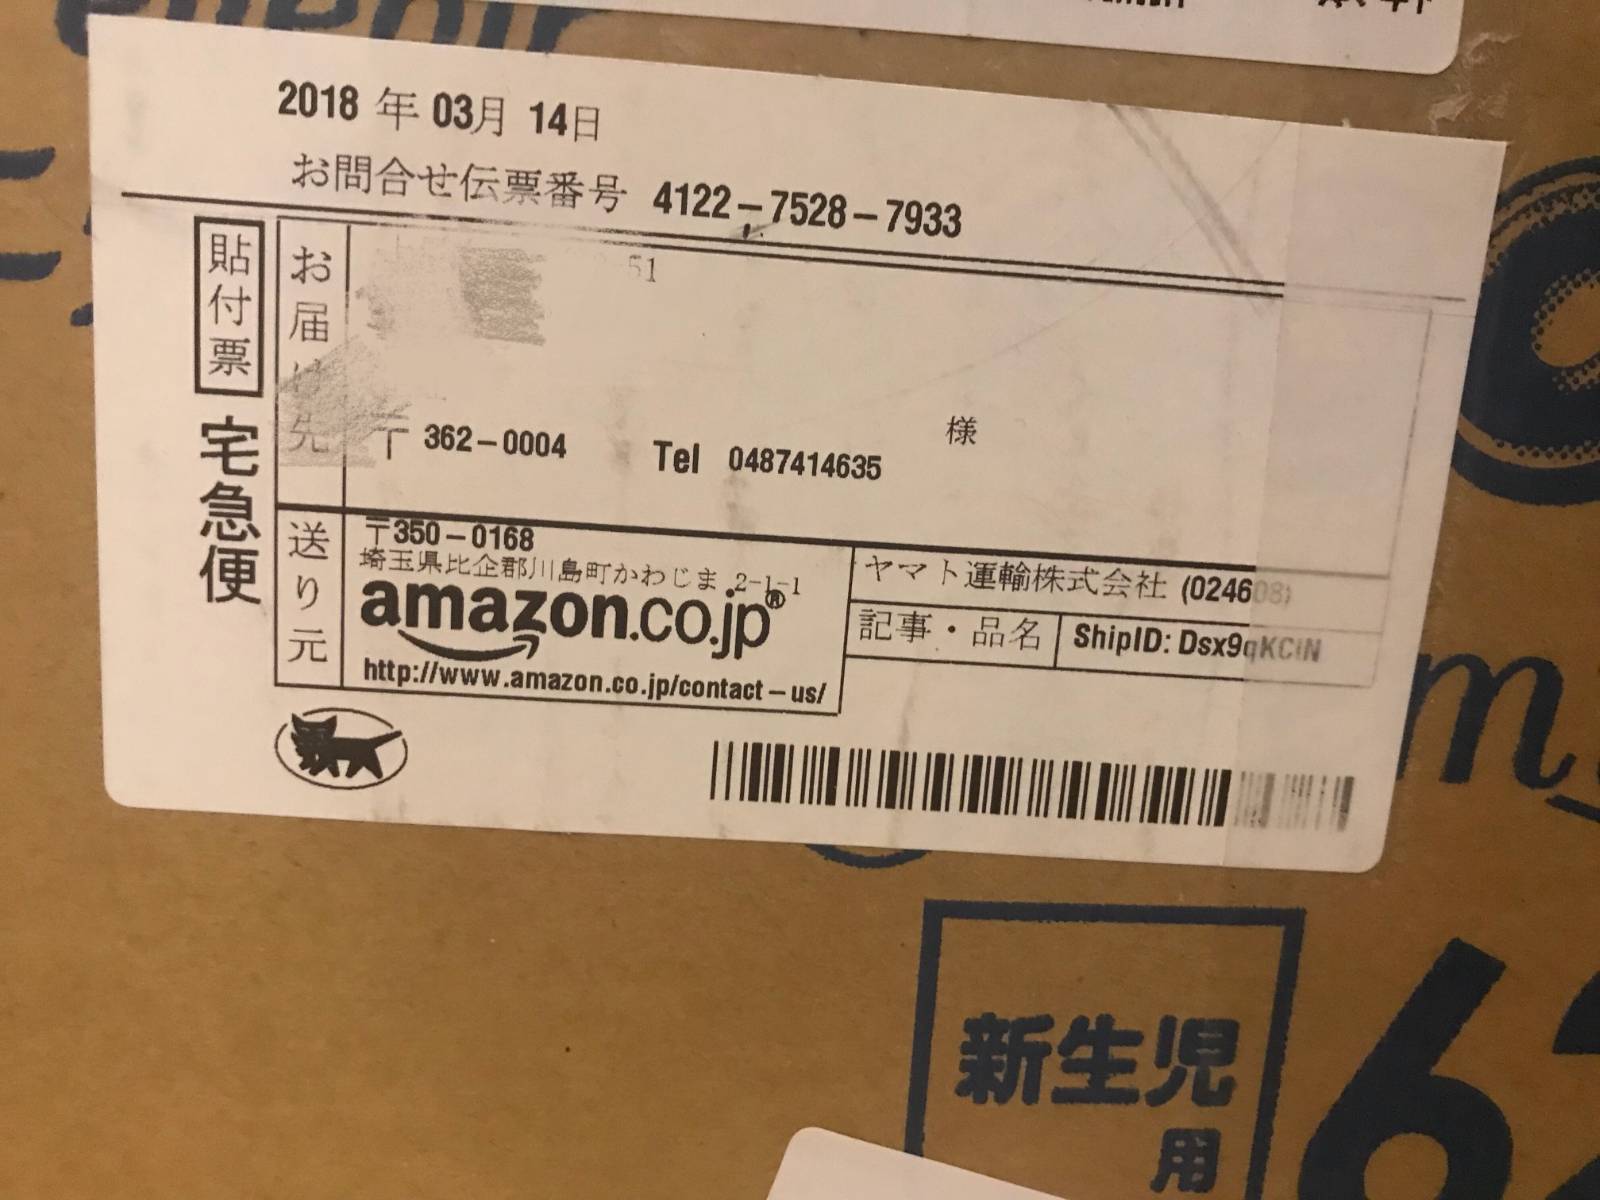 2018 年 03月 14日
お問合せ伝票番号 4122-7528-7933
貼付票
宅急便
お届け先
51
〒 362-0004 Tel 0487414635
様
送り元
〒350-0168
埼玉県比企郡川島町かわじま 2-1-1
amazon.co.jp®
http://www.amazon.co.jp/contact-us/
ヤマト運輸株式会社 (024608)
記事・品名 ShipID: Dsx9qKCiN
新生児
用